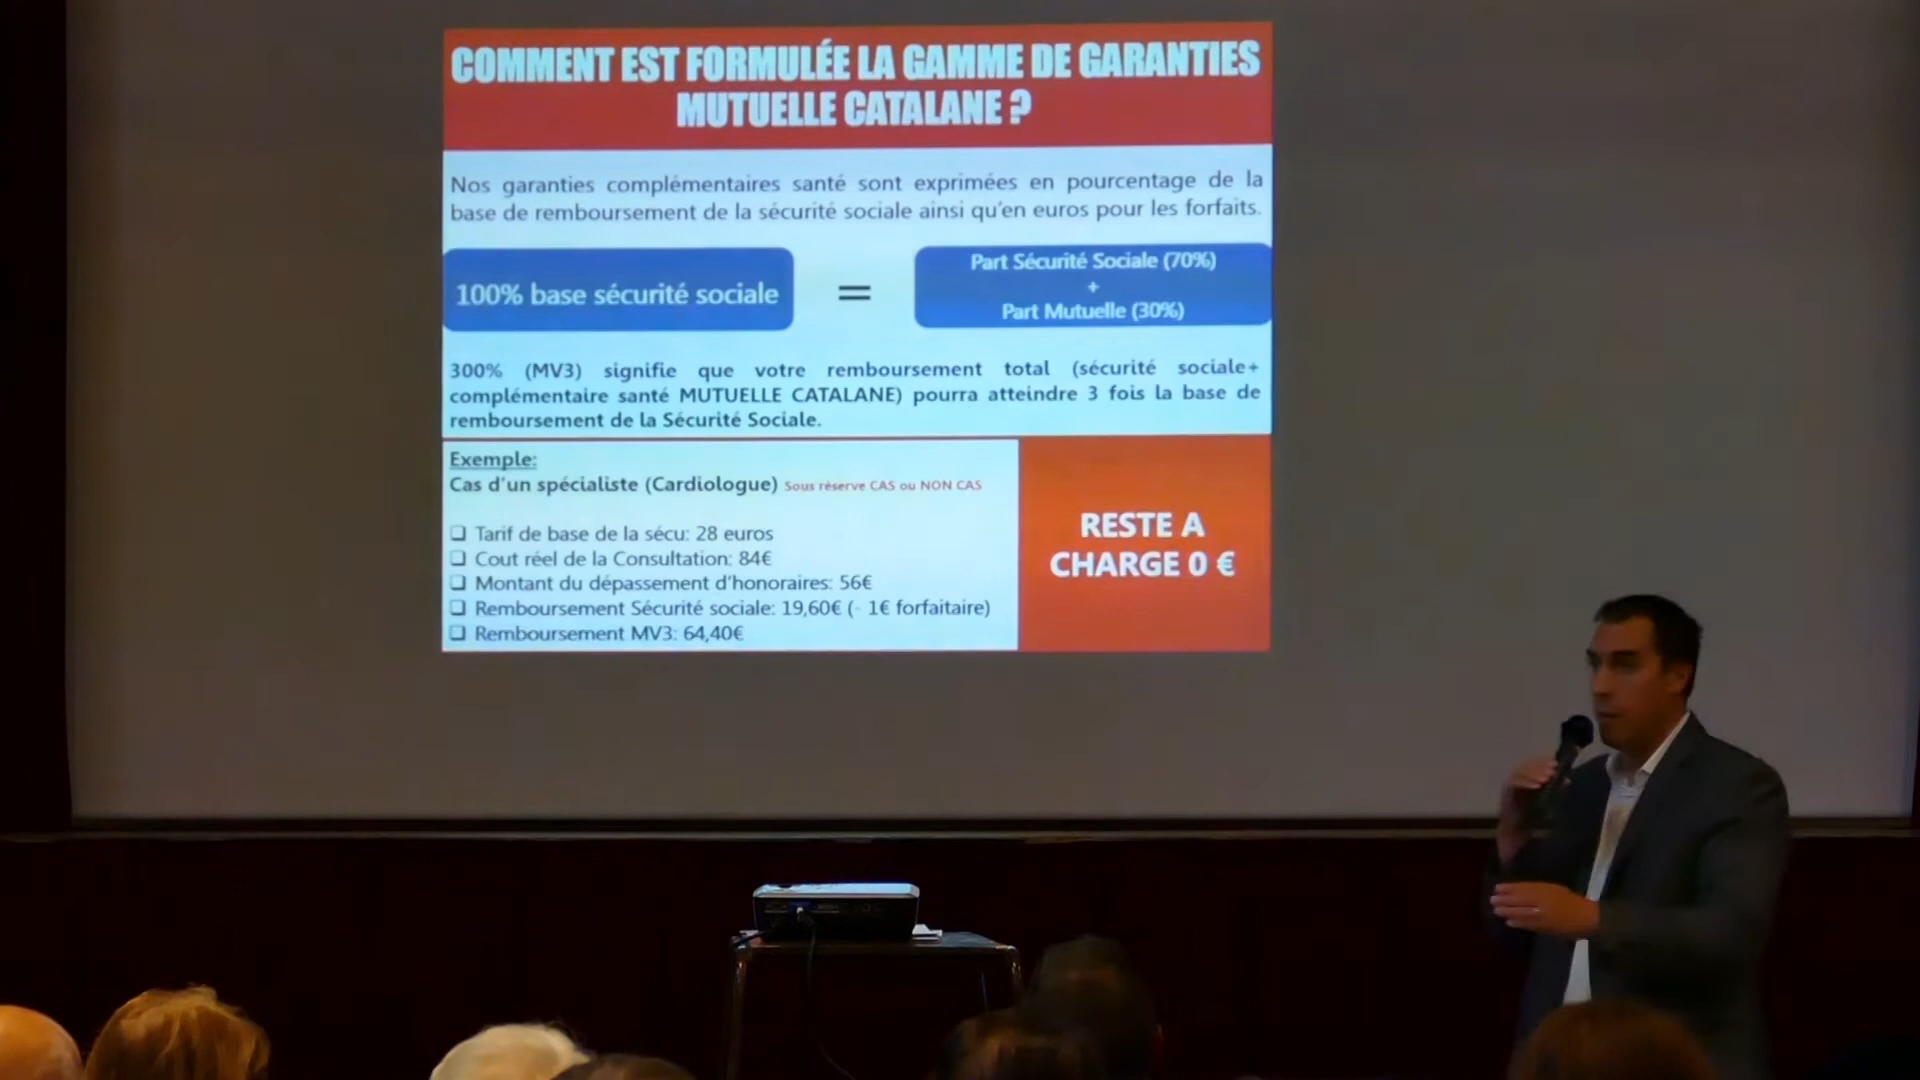 COMMENT EST FORMULÉE LA GAMME DE GARANTIES
MUTUELLE CATALANE ?
Nos garanties complémentaires santé sont exprimées en pourcentage de la
base de remboursement de la sécurité sociale ainsi qu'en euros pour les forfaits.
100% base sécurité sociale
=
Part Sécurité Sociale (70%)
+
Part Mutuelle (30%)
300% (MV3) signifie que votre remboursement total (sécurité sociale+
complémentaire santé MUTUELLE CATALANE) pourra atteindre 3 fois la base de
remboursement de la Sécurité Sociale.
Exemple:
Cas d'un spécialiste (Cardiologue) Sous réserve CAS ou NON CAS
❑ Tarif de base de la sécu: 28 euros
❑ Cout réel de la Consultation: 84€
❑ Montant du dépassement d'honoraires: 56€
❑ Remboursement Sécurité sociale: 19,60€ (- 1€ forfaitaire)
❑ Remboursement MV3: 64,40€
RESTE A
CHARGE 0 €